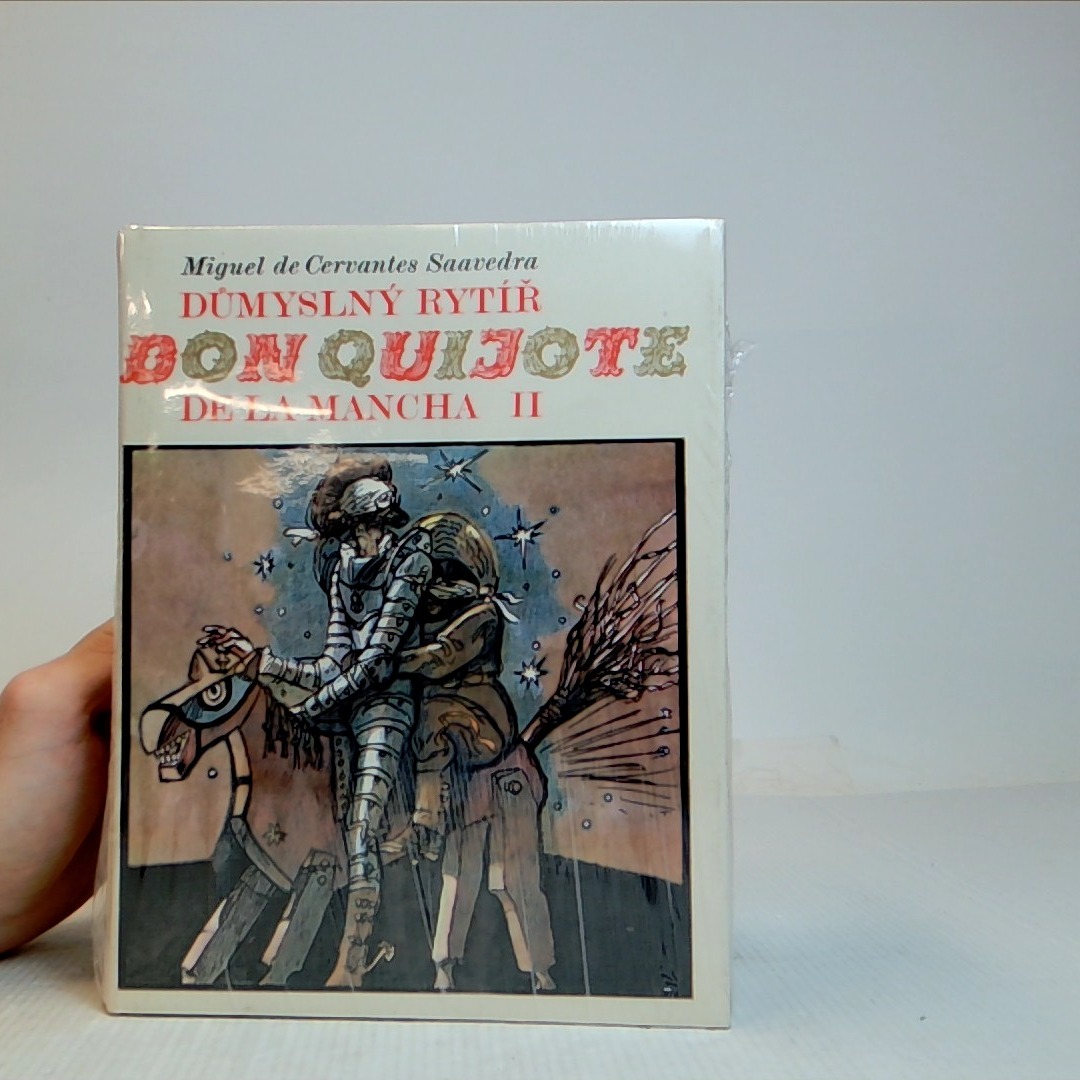 Miguel de Cervantes Saavedra
DŮMYSLNÝ RYTÍŘ
DON QUIJOTE
DE LA MANCHA II